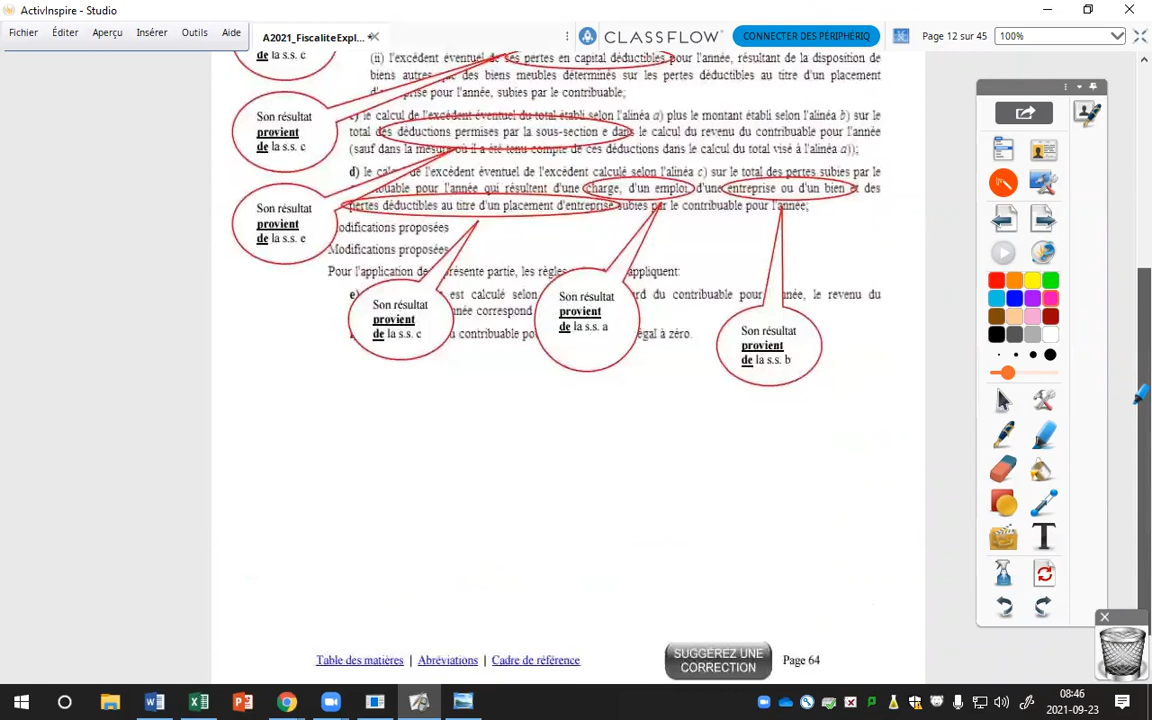 ActivInspire - Studio
Fichier Éditer Aperçu Insérer Outils Aide
A2021_FiscaliteExpl...
CLASSFLOW
CONNECTER DES PÉRIPHÉRIQ
Page 12 sur 45
100%
de la s.s. c
(ii) l'excédent éventuel de ses pertes en capital déductibles pour l'année, résultant de la disposition de
biens autres que des biens meubles déterminés sur les pertes déductibles au titre d'un placement
d'entreprise pour l'année, subies par le contribuable;
Son résultat
provient
de la s.s. c
c) le calcul de l'excédent éventuel du total établi selon l'alinéa a) plus le montant établi selon l'alinéa b) sur le
total des déductions permises par la sous-section e dans le calcul du revenu du contribuable pour l'année
(sauf dans la mesure où il a été tenu compte de ces déductions dans le calcul du total visé à l'alinéa a));
d) le calcul de l'excédent éventuel de l'excédent calculé selon l'alinéa c) sur le total des pertes subies par le
pour l'année qui résultent d'une charge, d'un emploi, d'une entreprise ou d'un bien et des
pertes déductibles au titre d'un placement d'entreprise subies par le contribuable pour l'année;
Son résultat
provient
de la s.s. e
Modifications proposées
Modifications proposées
Pour l'application de présente partie, les règles appliquent:
e) est calculé selon ard du contribuable pour année, le revenu du
année correspond
u contribuable po égal à zéro.
Son résultat
provient
de la s.s. c
Son résultat
provient
de la s.s. a
Son résultat
provient
de la s.s. b
Table des matières | Abréviations | Cadre de référence
SUGGÉREZ UNE
CORRECTION
Page 64
08:46
2021-09-23